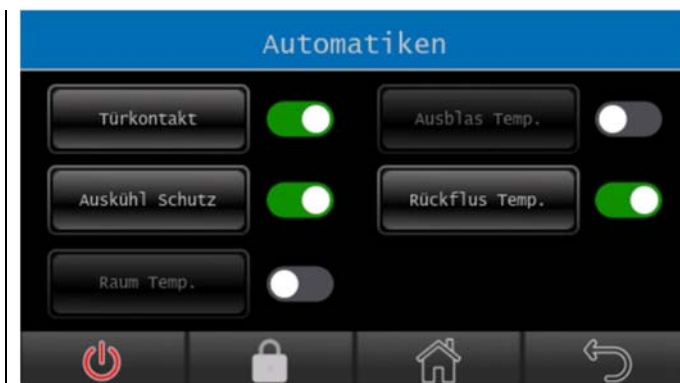 Automatiken
Türkontakt
Ausblas Temp.
Auskühl Schutz
Rückflus Temp.
Raum Temp.